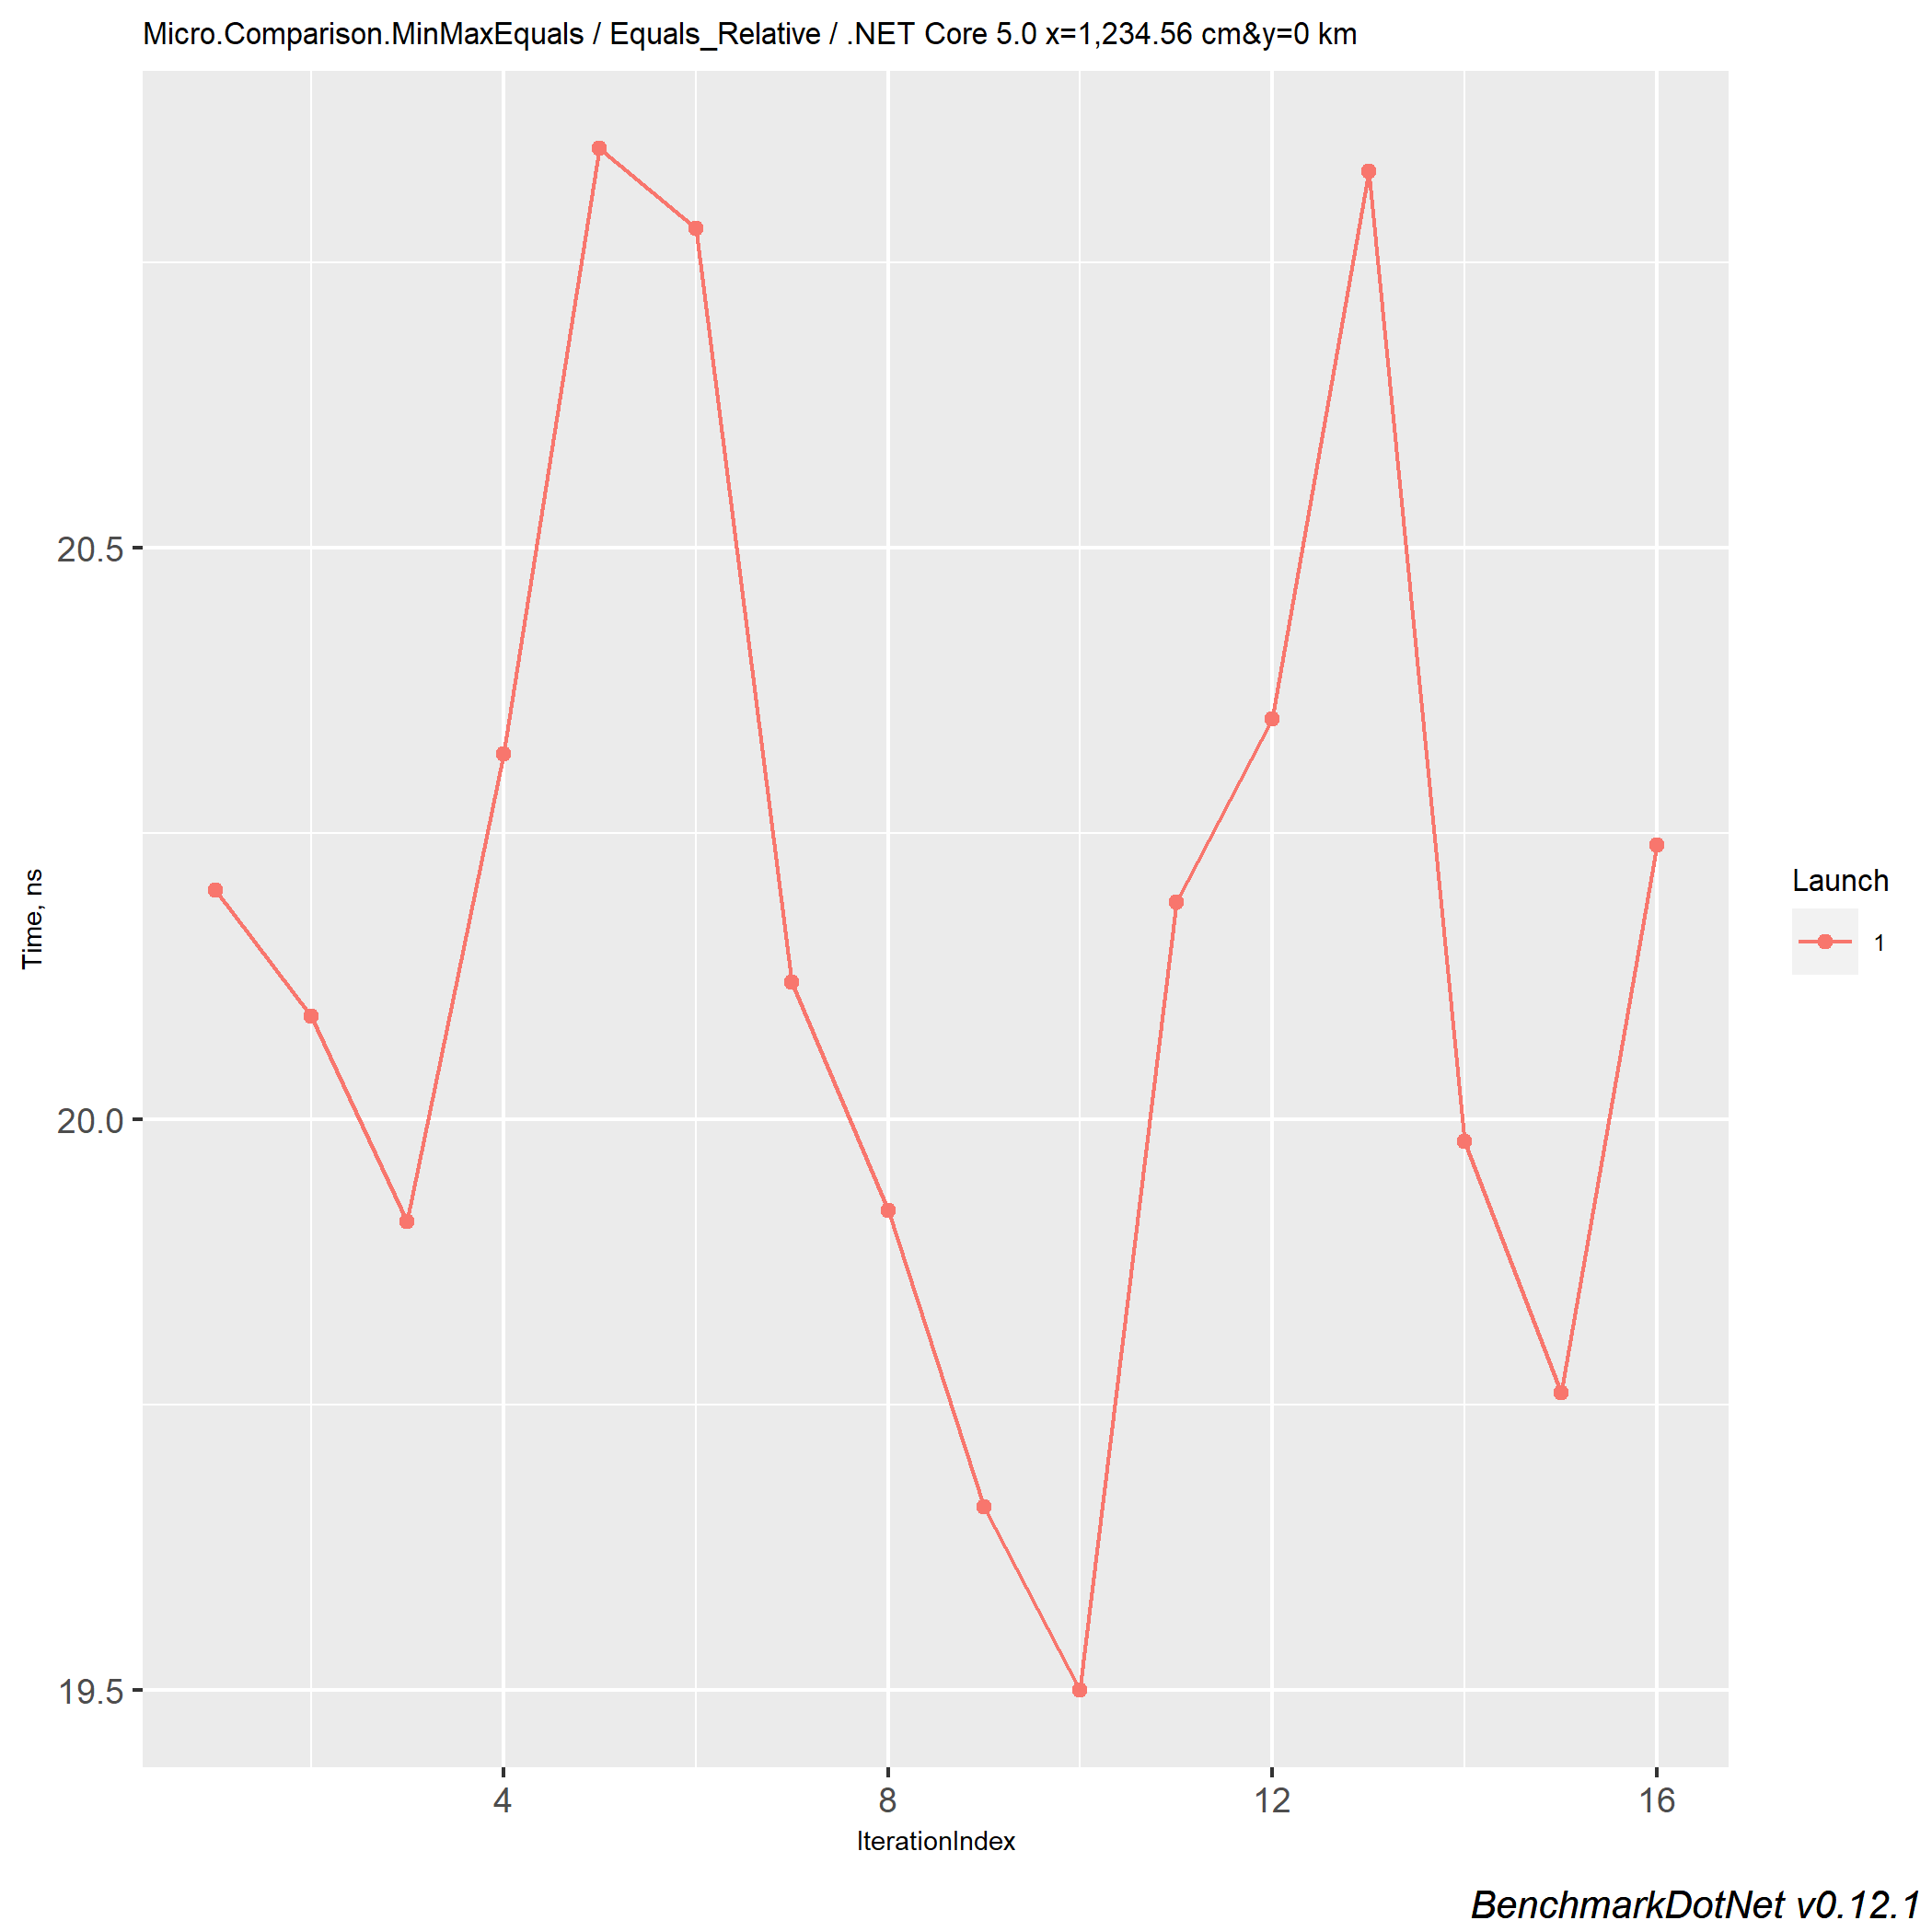 Micro.Comparison.MinMaxEquals / Equals_Relative / .NET Core 5.0 x=1,234.56 cm&y=0 km
20.5
20.0
19.5
Time, ns
4 8 12 16
IterationIndex
Launch
1
BenchmarkDotNet v0.12.1